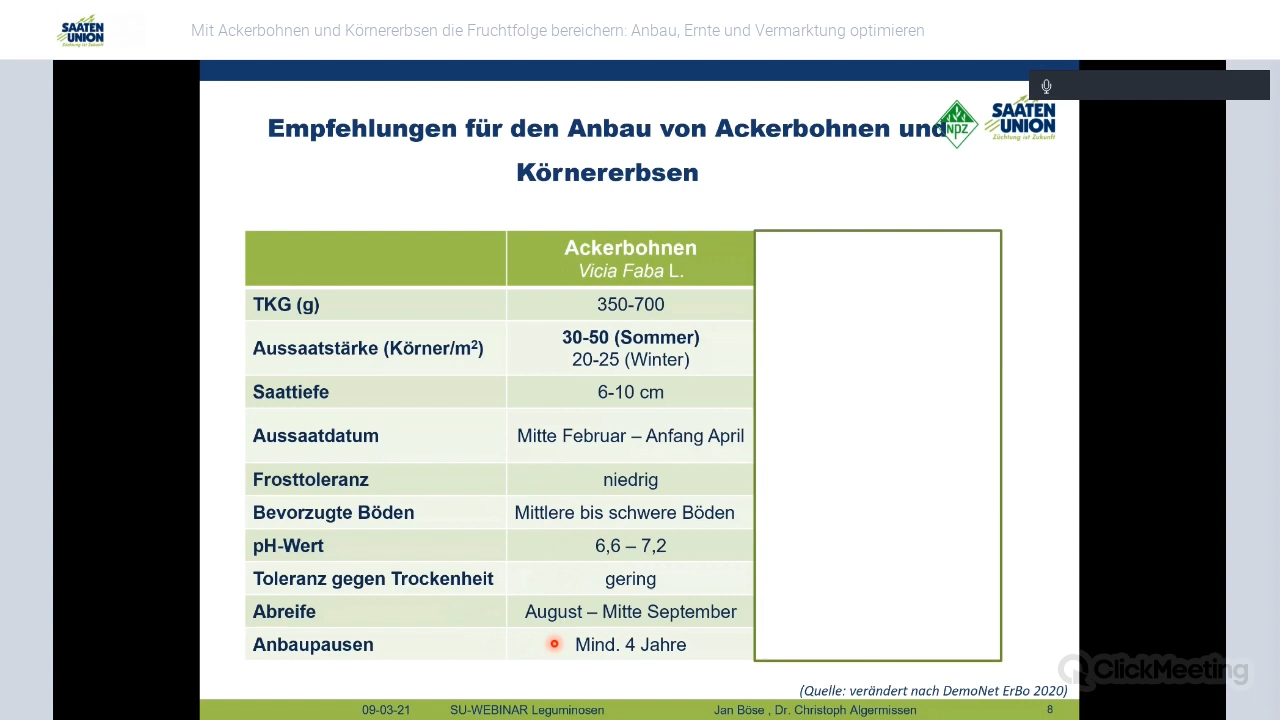 SAATEN
UNION
Züchtung ist Zukunft
Mit Ackerbohnen und Körnererbsen die Fruchtfolge bereichern: Anbau, Ernte und Vermarktung optimieren
Empfehlungen für den Anbau von Ackerbohnen und
Körnererbsen
NPZ
SAATEN
UNION
Züchtung ist Zukunft
Ackerbohnen
Vicia Faba L.
TKG (g) 350-700
Aussaatstärke (Körner/m²) 30-50 (Sommer)
20-25 (Winter)
Saattiefe 6-10 cm
Aussaatdatum Mitte Februar – Anfang April
Frosttoleranz niedrig
Bevorzugte Böden Mittlere bis schwere Böden
pH-Wert 6,6 – 7,2
Toleranz gegen Trockenheit gering
Abreife August – Mitte September
Anbaupausen Mind. 4 Jahre
ClickMeeting
(Quelle: verändert nach DemoNet ErBo 2020)
09-03-21 SU-WEBINAR Leguminosen Jan Böse , Dr. Christoph Algermissen 8